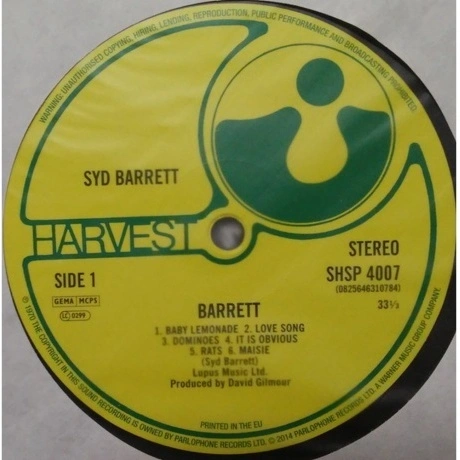 WARNING: UNAUTHORISED COPYING, HIRING, LENDING, REPRODUCTION, PUBLIC PERFORMANCE AND BROADCASTING PROHIBITED.
SYD BARRETT
HARVEST
SIDE 1
STEREO
SHSP 4007
(0825646310784)
33⅓
GEMA MCPS
LC 0299
BARRETT
1. BABY LEMONADE 2. LOVE SONG
3. DOMINOES 4. IT IS OBVIOUS
5. RATS 6. MAISIE
(Syd Barrett)
Lupus Music Ltd.
Produced by David Gilmour
PRINTED IN THE EU
℗ 1970 THE COPYRIGHT IN THIS SOUND RECORDING IS OWNED BY PARLOPHONE RECORDS LTD. © 2014 PARLOPHONE RECORDS LTD, A WARNER MUSIC GROUP COMPANY.